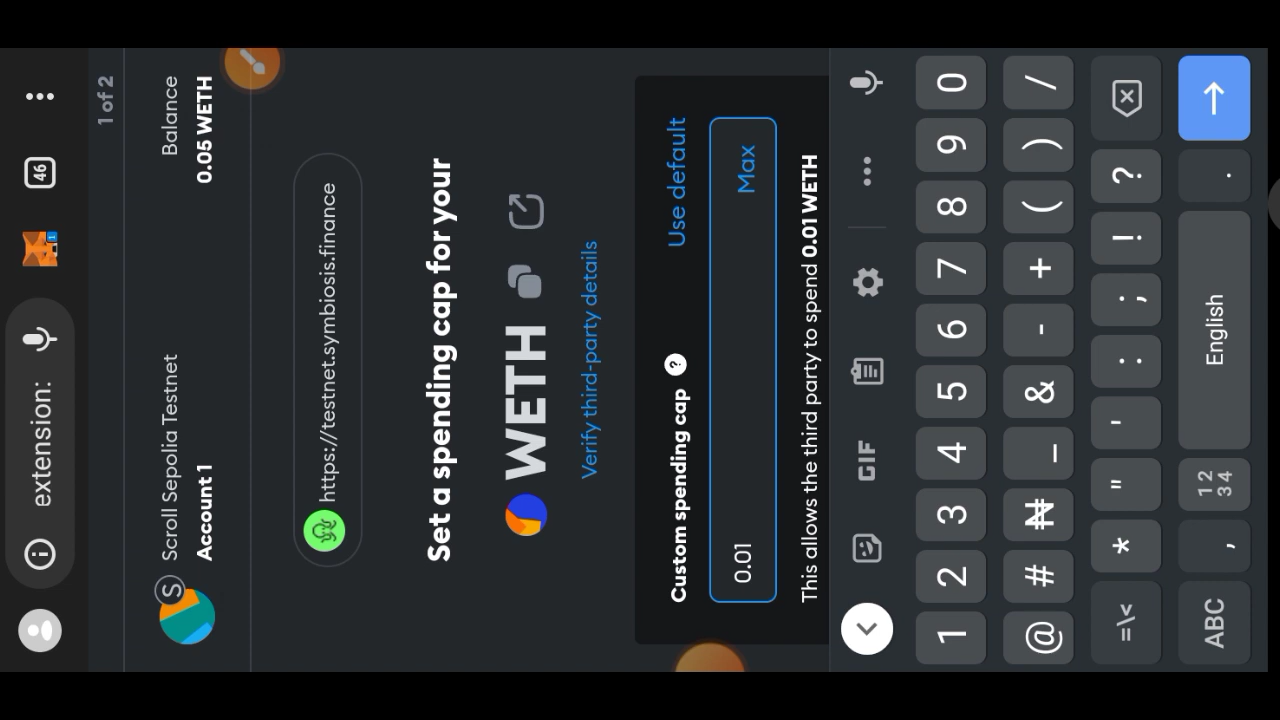 extension:
46
1 of 2
Scroll Sepolia Testnet
Balance
S
Account 1
0.05 WETH
https://testnet.symbiosis.finance
Set a spending cap for your
WETH
Verify third-party details
Custom spending cap ?
Use default
0.01
Max
This allows the third party to spend 0.01 WETH
GIF
1 2 3 4 5 6 7 8 9 0
@ # ₦ _ & - + ( ) /
=\< * " ' : ; ! ?
ABC , 12 34 English .